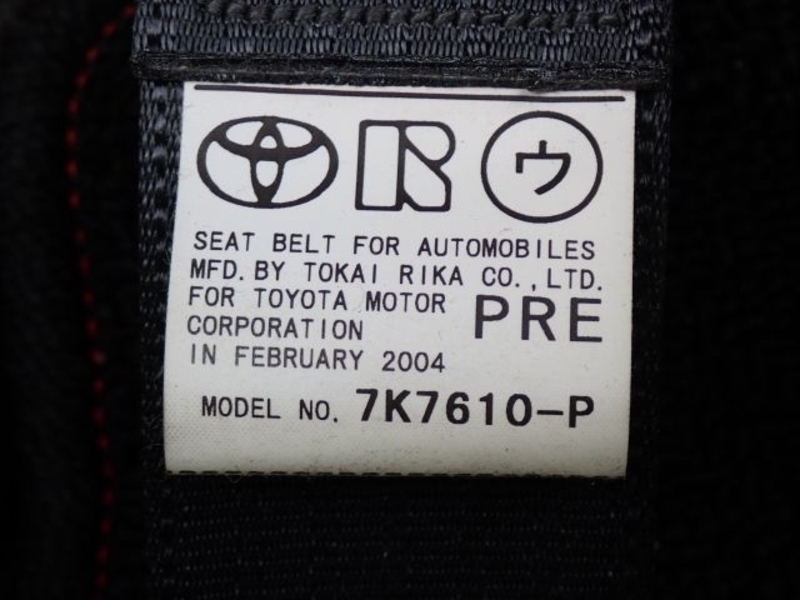 ウ
SEAT BELT FOR AUTOMOBILES
MFD. BY TOKAI RIKA CO., LTD.
FOR TOYOTA MOTOR
CORPORATION
PRE
IN FEBRUARY 2004
MODEL NO. 7K7610-P